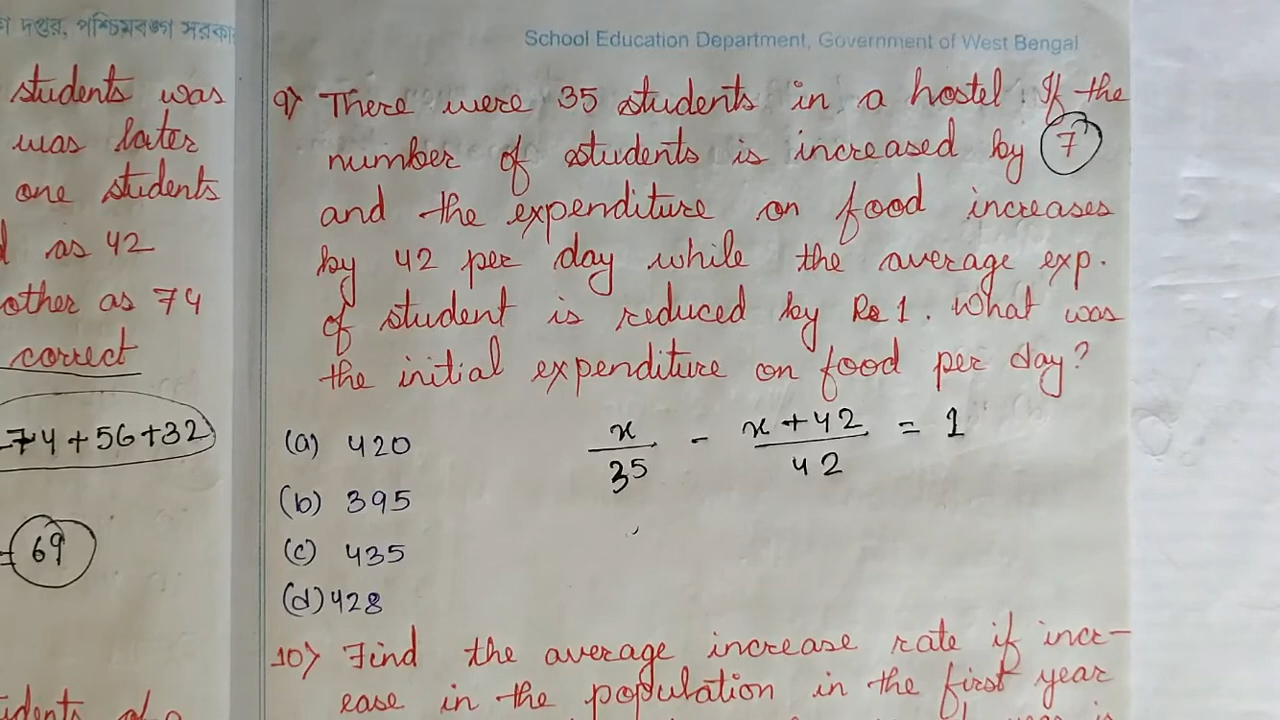 দপ্তর, পশ্চিমবঙ্গ সরকার
students was
was later
one students
as 42
other as 74
correct
74+56+32
= 69
School Education Department, Government of West Bengal
9) There were 35 students in a hostel. If the
number of students is increased by 7
and the expenditure on food increases
by 42 per day while the average exp.
of student is reduced by Re 1. What was
the initial expenditure on food per day?
(a) 420
x/35 - x+42/42 = 1
(b) 395
(c) 435
(d) 428
10) Find the average increase rate if incr-
ease in the population in the first year